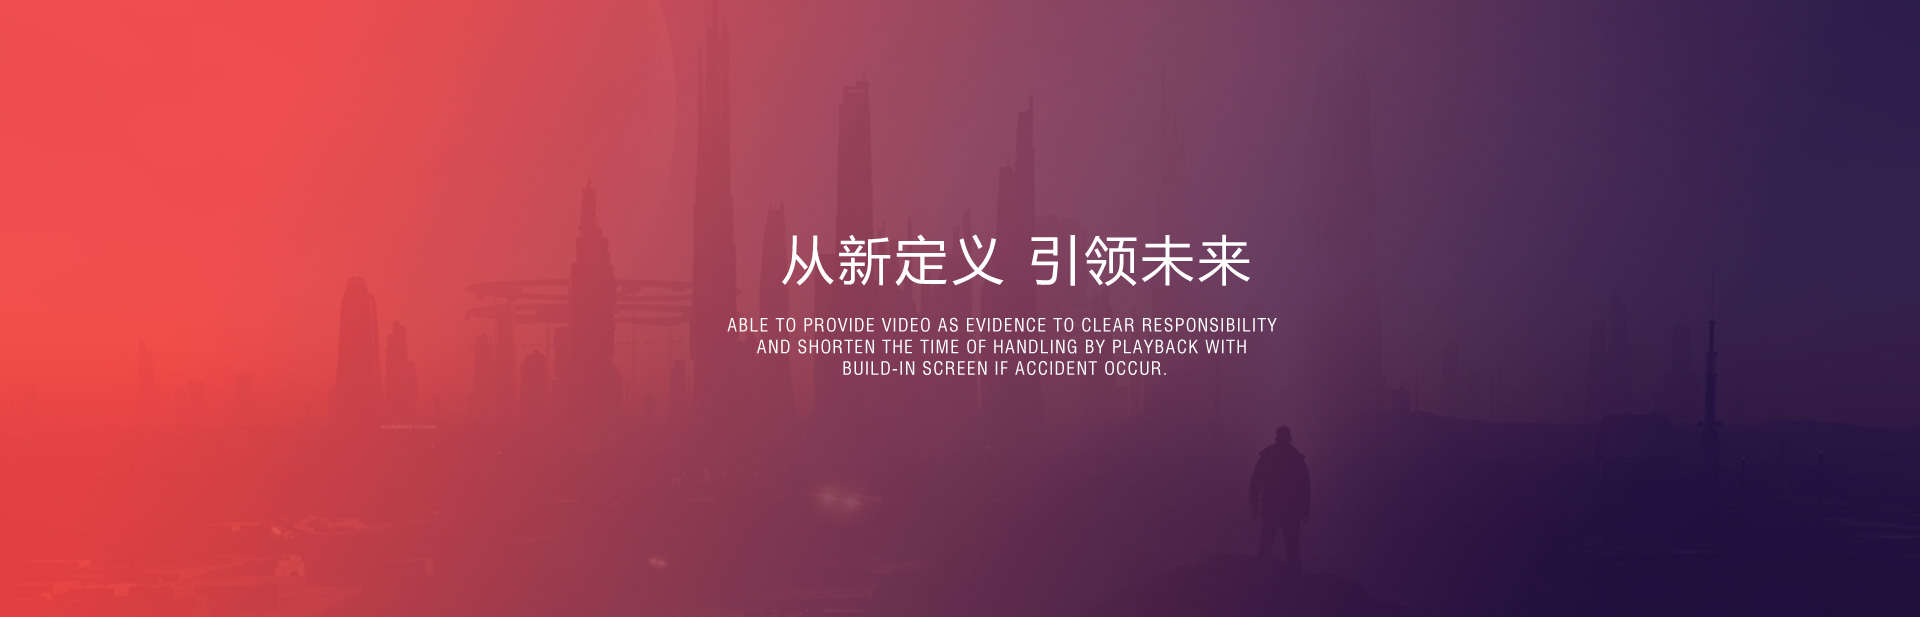 从新定义 引领未来
ABLE TO PROVIDE VIDEO AS EVIDENCE TO CLEAR RESPONSIBILITY
AND SHORTEN THE TIME OF HANDLING BY PLAYBACK WITH
BUILD-IN SCREEN IF ACCIDENT OCCUR.